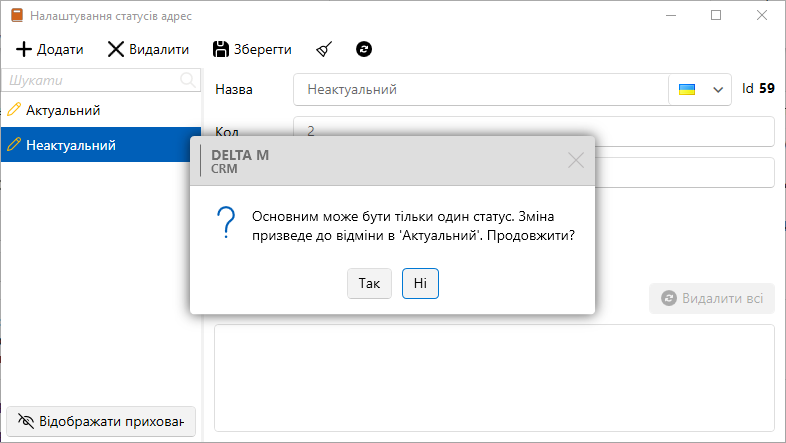 Налаштування статусів адрес
Додати Видалити Зберегти
Шукати
Актуальний
Неактуальний
Назва Неактуальний Id 59
Код 2
DELTA M
CRM
Основним може бути тільки один статус. Зміна
призведе до відміни в 'Актуальний'. Продовжити?
Так Ні
Видалити всі
Відображати прихован